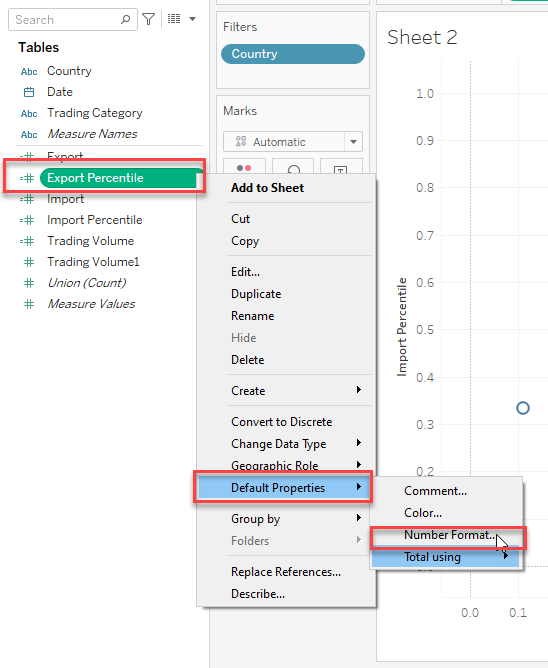 Search
Tables
Abc Country
Date
Abc Trading Category
Abc Measure Names
Export
Export Percentile
Import
Import Percentile
Trading Volume
Trading Volume1
Union (Count)
Measure Values
Filters
Country
Marks
Automatic
T
Add to Sheet
Cut
Copy
Edit...
Duplicate
Rename
Hide
Delete
Create
Convert to Discrete
Change Data Type
Geographic Role
Default Properties
Group by
Folders
Replace References...
Describe...
Comment...
Color...
Number Format...
Total using
Sheet 2
Import Percentile
1.0
0.9
0.8
0.7
0.6
0.5
0.4
0.3
0.2
0.0
0.1